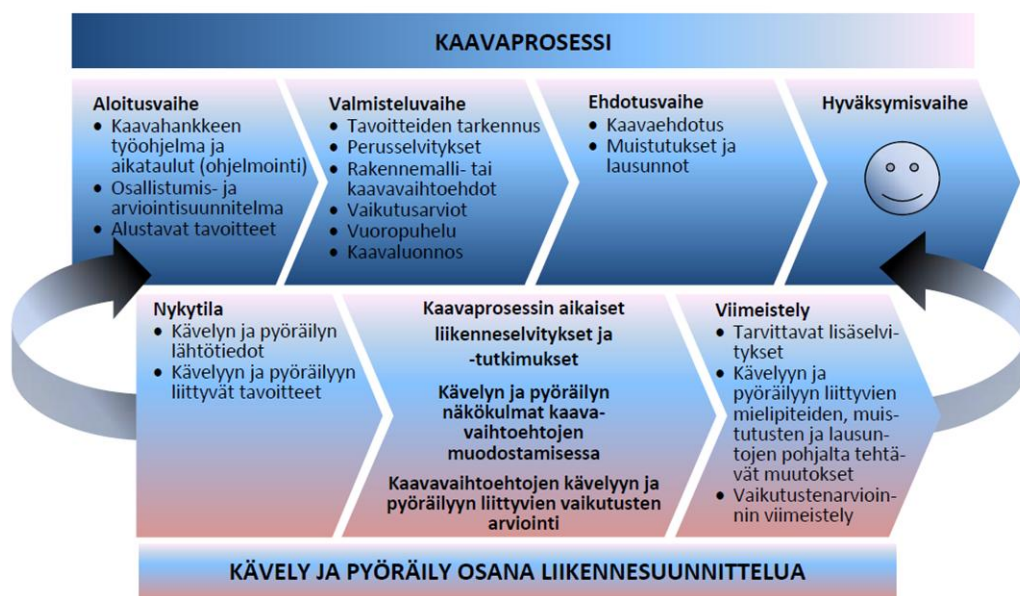 KAAVAPROSESSI
Aloitusvaihe
• Kaavahankkeen
työohjelma ja
aikataulut (ohjelmointi)
• Osallistumis- ja
arviointisuunnitelma
• Alustavat tavoitteet
Valmisteluvaihe
• Tavoitteiden tarkennus
• Perusselvitykset
• Rakennemalli- tai
kaavavaihtoehdot
• Vaikutusarviot
• Vuoropuhelu
• Kaavaluonnos
Ehdotusvaihe
• Kaavaehdotus
• Muistutukset ja
lausunnot
Hyväksymisvaihe
Nykytila
• Kävelyn ja pyöräilyn
lähtötiedot
• Kävelyyn ja pyöräilyyn
liittyvät tavoitteet
Kaavaprosessin aikaiset
liikenneselvitykset ja
-tutkimukset
Kävelyn ja pyöräilyn
näkökulmat kaava-
vaihtoehtojen
muodostamisessa
Kaavavaihtoehtojen kävelyyn ja
pyöräilyyn liittyvien vaikutusten
arviointi
Viimeistely
• Tarvittavat lisäselvi-
tykset
• Kävelyyn ja
pyöräilyyn liittyvien
mielipiteiden, muis-
tutusten ja lausun-
tojen pohjalta tehtä-
vät muutokset
• Vaikutustenarvioin-
nin viimeistely
KÄVELY JA PYÖRÄILY OSANA LIIKENNESUUNNITTELUA